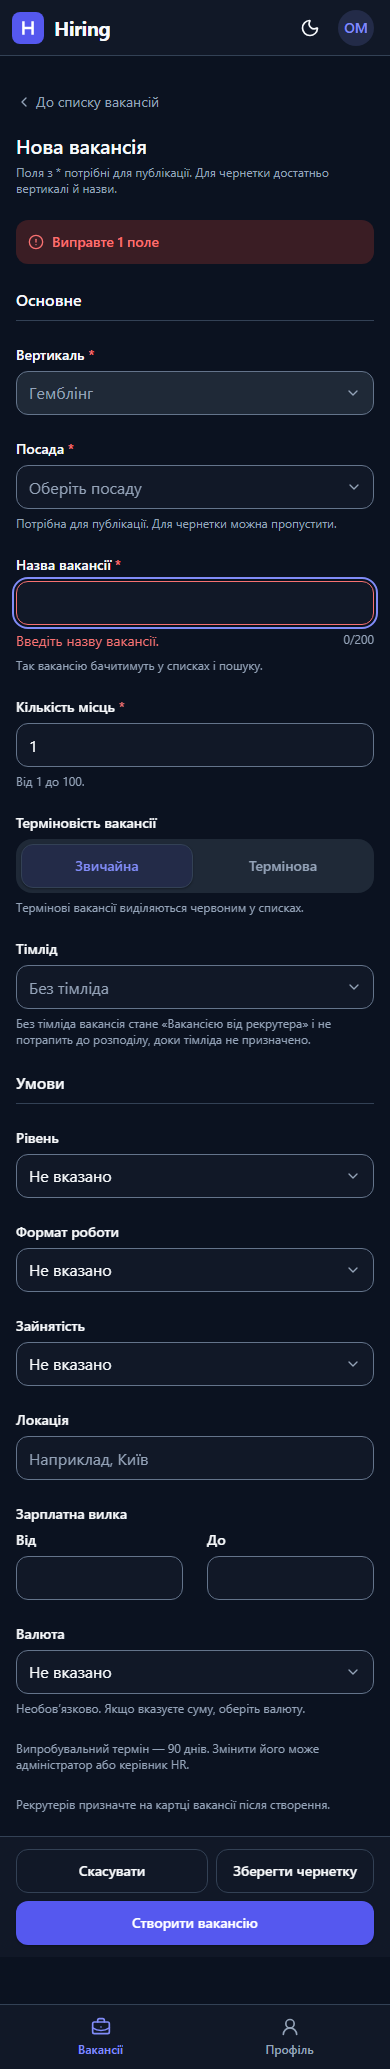 H Hiring
ОМ
До списку вакансій
Нова вакансія
Поля з * потрібні для публікації. Для чернетки достатньо
вертикалі й назви.
Виправте 1 поле
Основне
Вертикаль *
Гемблінг
Посада *
Оберіть посаду
Потрібна для публікації. Для чернетки можна пропустити.
Назва вакансії *
Введіть назву вакансії.
0/200
Так вакансію бачитимуть у списках і пошуку.
Кількість місць *
1
Від 1 до 100.
Терміновість вакансії
Звичайна
Термінова
Термінові вакансії виділяються червоним у списках.
Тімлід
Без тімліда
Без тімліда вакансія стане «Вакансією від рекрутера» і не
потрапить до розподілу, доки тімліда не призначено.
Умови
Рівень
Не вказано
Формат роботи
Не вказано
Зайнятість
Не вказано
Локація
Наприклад, Київ
Зарплатна вилка
Від
До
Валюта
Не вказано
Необов'язково. Якщо вказуєте суму, оберіть валюту.
Випробувальний термін — 90 днів. Змінити його може
адміністратор або керівник HR.
Рекрутерів призначте на картці вакансії після створення.
Скасувати
Зберегти чернетку
Створити вакансію
Вакансії
Профіль